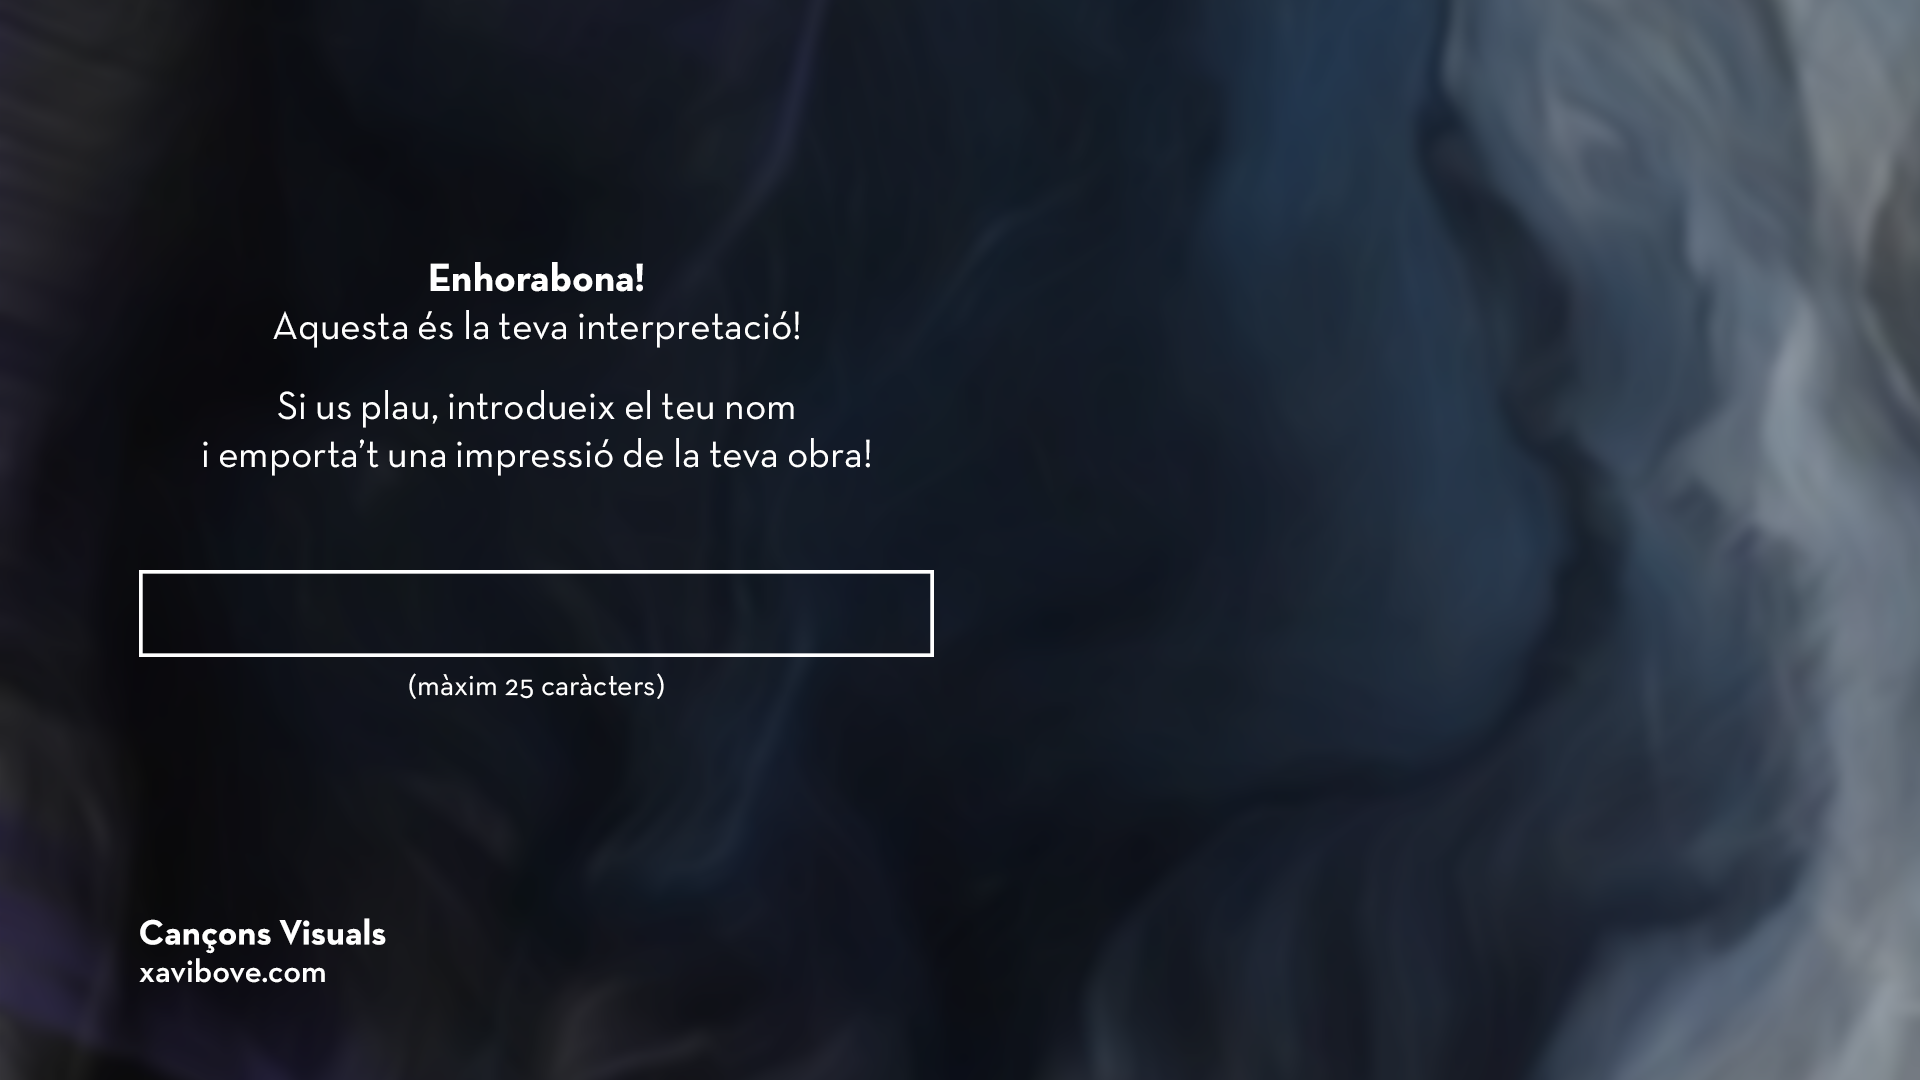 Enhorabona!
Aquesta és la teva interpretació!
Si us plau, introdueix el teu nom
i emporta’t una impressió de la teva obra!
(màxim 25 caràcters)
Cançons Visuals
xavibove.com